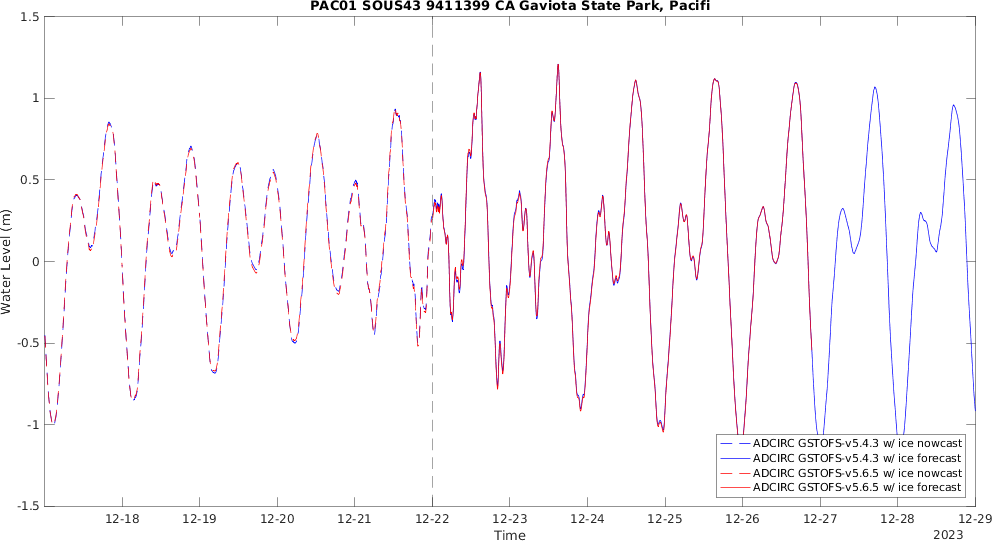 PAC01 SOUS43 9411399 CA Gaviota State Park, Pacifi
Water Level (m)
1.5
1
0.5
0
-0.5
-1
-1.5
12-18 12-19 12-20 12-21 12-22 12-23 12-24 12-25 12-26 12-27 12-28 12-29
Time
2023
ADCIRC GSTOFS-v5.4.3 w/ ice nowcast
ADCIRC GSTOFS-v5.4.3 w/ ice forecast
ADCIRC GSTOFS-v5.6.5 w/ ice nowcast
ADCIRC GSTOFS-v5.6.5 w/ ice forecast